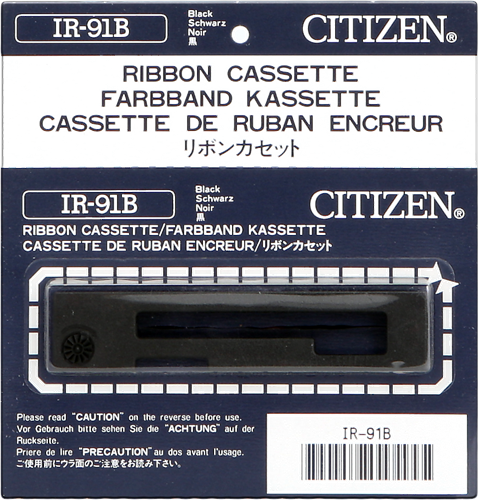 IR-91B
Black
Schwarz
Noir
黒
CITIZEN®
RIBBON CASSETTE
FARBBAND KASSETTE
CASSETTE DE RUBAN ENCREUR
リボンカセット
IR-91B
Black
Schwarz
Noir
黒
CITIZEN®
RIBBON CASSETTE/FARBBAND KASSETTE
CASSETTE DE RUBAN ENCREUR/リボンカセット
Please read "CAUTION" on the reverse before use.
Vor Gebrauch bitte sehen Sie die "ACHTUNG" auf der
Ruckseite.
Priere de lire "PRECAUTION" au dos avant l'usage.
ご使用前にウラ面のご注意をお読み下さい。
IR-91B